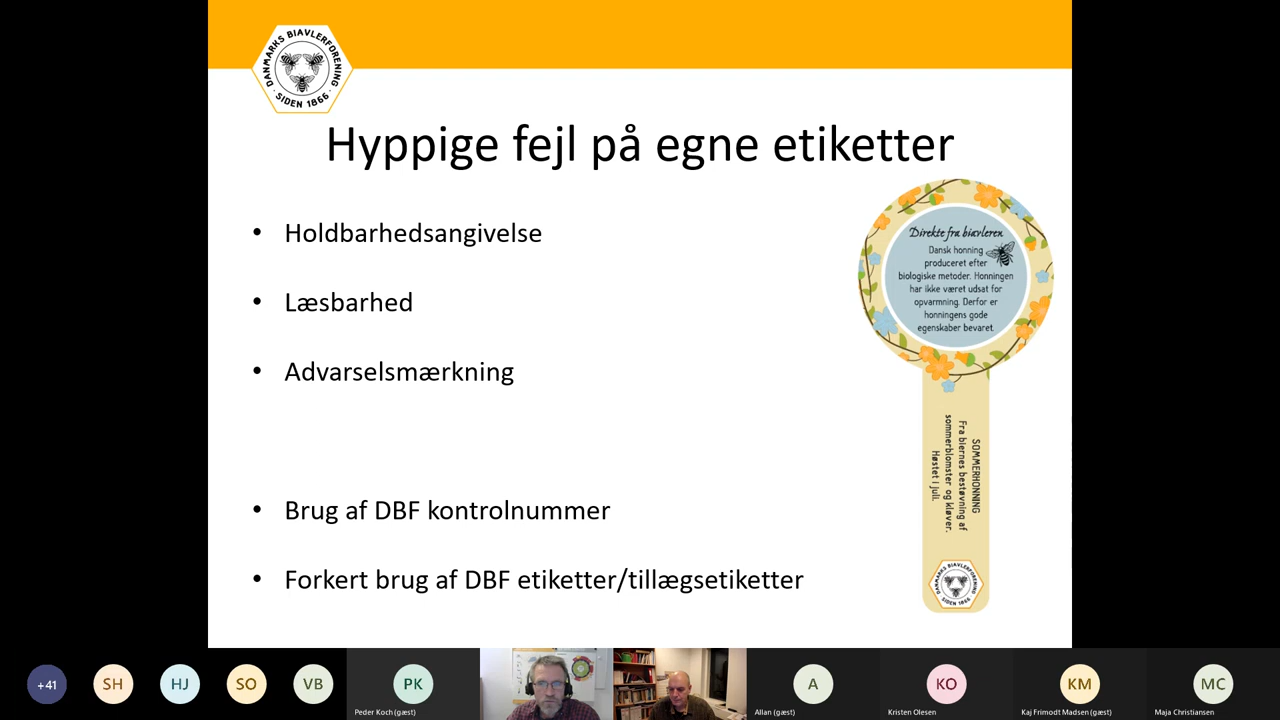 DANMARKS BIAVLERFORENING
· SIDEN 1866 ·
Hyppige fejl på egne etiketter
• Holdbarhedsangivelse
• Læsbarhed
• Advarselsmærkning
• Brug af DBF kontrolnummer
• Forkert brug af DBF etiketter/tillægsetiketter
Direkte fra biavleren
Dansk honning
produceret efter
biologiske metoder. Honningen
har ikke været udsat for
opvarmning. Derfor er
honningens gode
egenskaber bevaret.
SOMMERHONNING
Fra biernes bestøvning af
sommerblomster og kløver.
Høstet i juli.
DANMARKS BIAVLERFORENING
SIDEN 1866
+41
SH
HJ
SO
VB
PK
Peder Koch (gæst)
A
Allan (gæst)
KO
Kristen Olesen
KM
Kaj Frimodt Madsen (gæst)
MC
Maja Christiansen